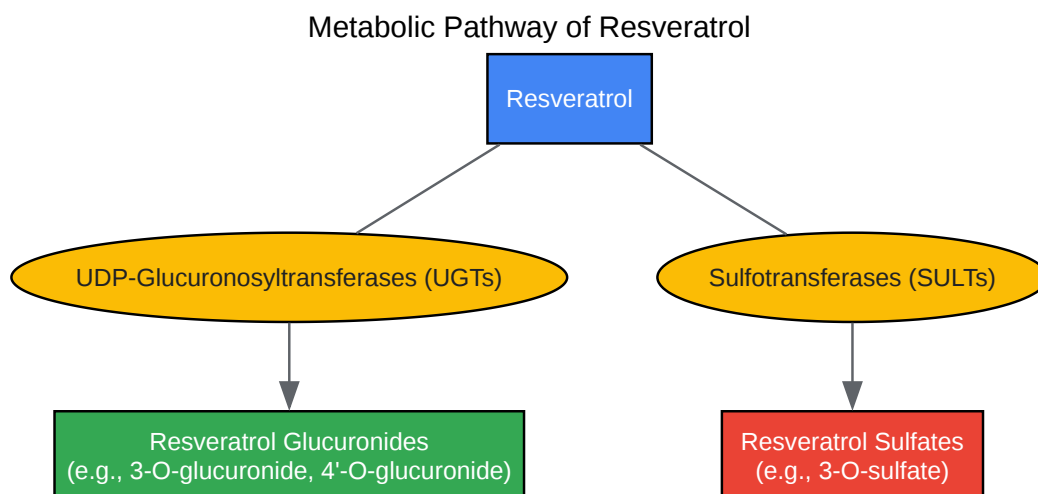 Metabolic Pathway of Resveratrol
Resveratrol
UDP-Glucuronosyltransferases (UGTs)
Sulfotransferases (SULTs)
Resveratrol Glucuronides
(e.g., 3-O-glucuronide, 4'-O-glucuronide)
Resveratrol Sulfates
(e.g., 3-O-sulfate)